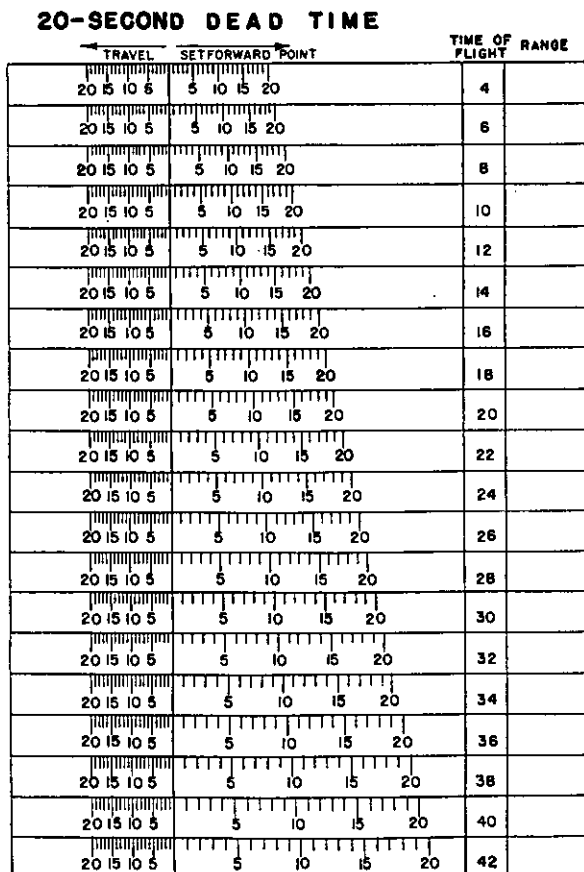 20-SECOND DEAD TIME
TRAVEL SETFORWARD POINT TIME OF FLIGHT RANGE
20 15 10 5 5 10 15 20 4
20 15 10 5 5 10 15 20 6
20 15 10 5 5 10 15 20 8
20 15 10 5 5 10 15 20 10
20 15 10 5 5 10 15 20 12
20 15 10 5 5 10 15 20 14
20 15 10 5 5 10 15 20 16
20 15 10 5 5 10 15 20 18
20 15 10 5 5 10 15 20 20
20 15 10 5 5 10 15 20 22
20 15 10 5 5 10 15 20 24
20 15 10 5 5 10 15 20 26
20 15 10 5 5 10 15 20 28
20 15 10 5 5 10 15 20 30
20 15 10 5 5 10 15 20 32
20 15 10 5 5 10 15 20 34
20 15 10 5 5 10 15 20 36
20 15 10 5 5 10 15 20 38
20 15 10 5 5 10 15 20 40
20 15 10 5 5 10 15 20 42